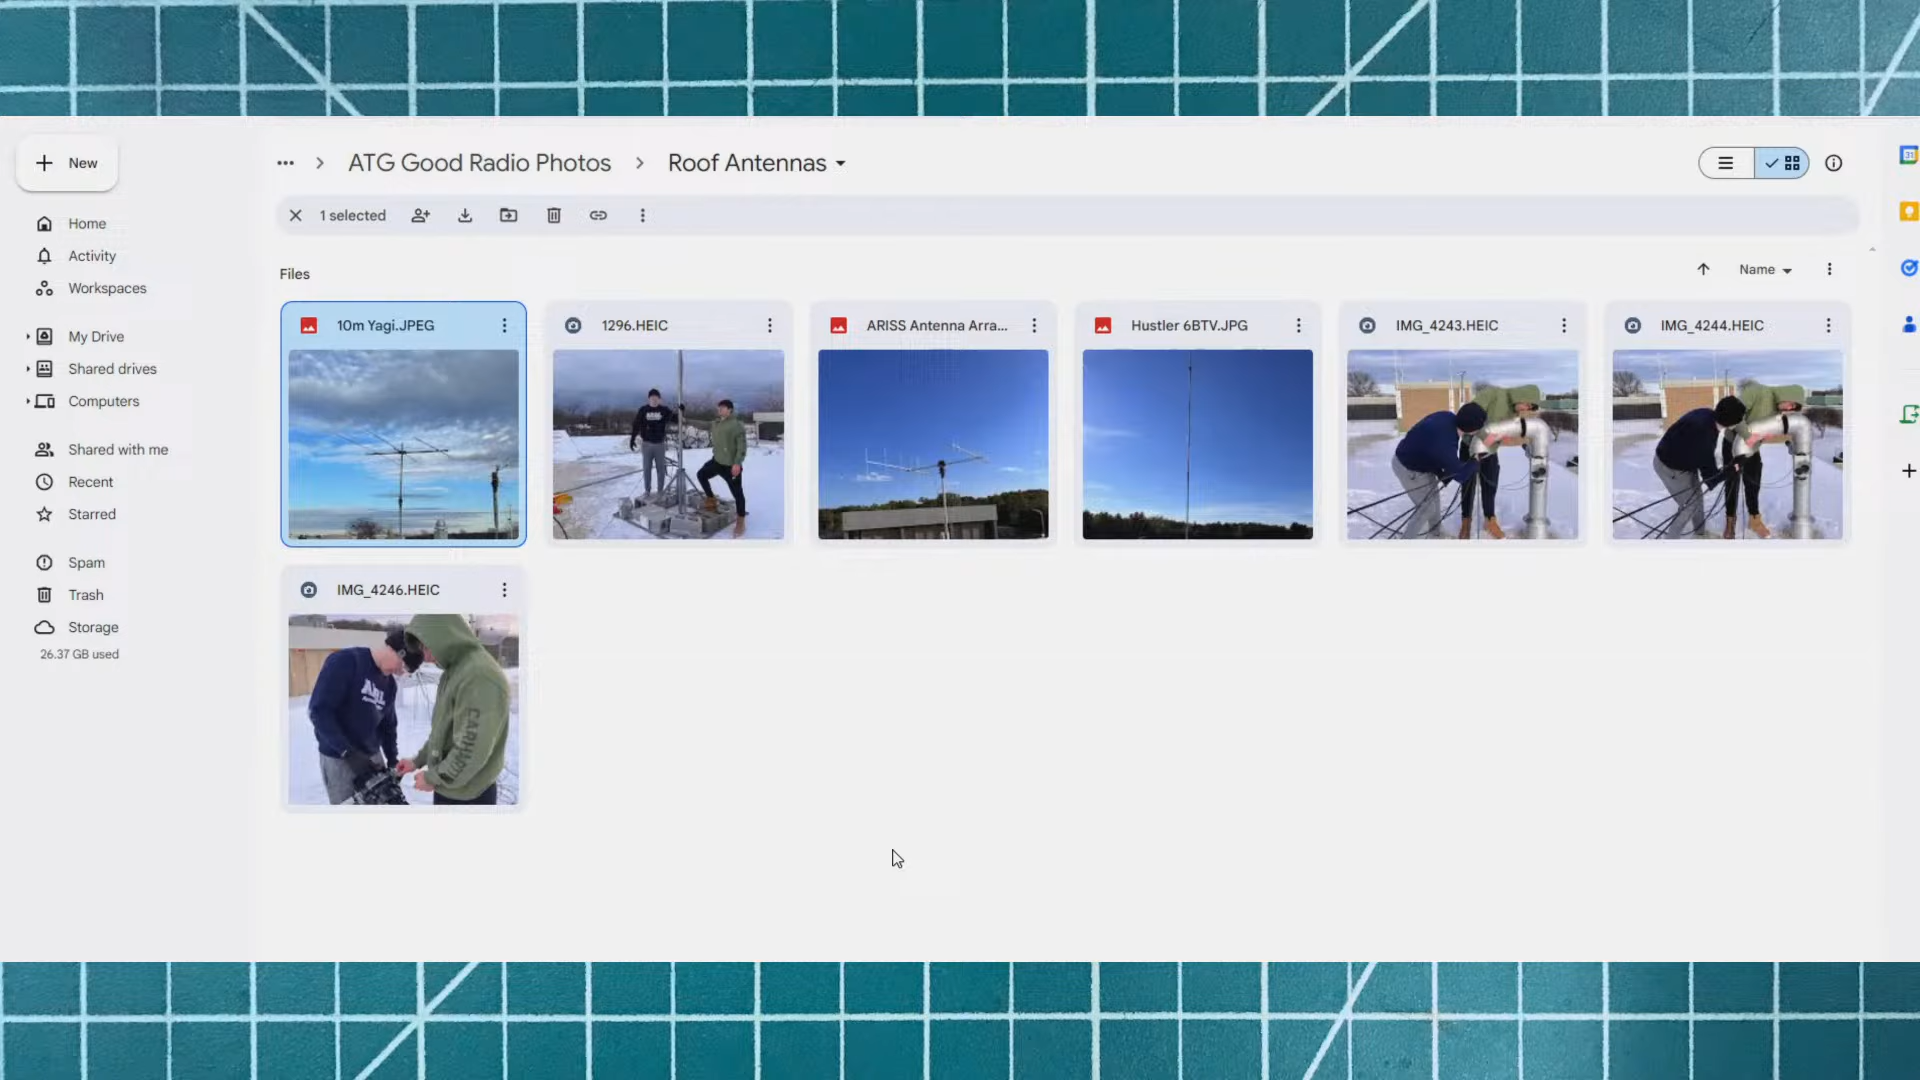 New
ATG Good Radio Photos
Roof Antennas
1 selected
Home
Activity
Workspaces
My Drive
Shared drives
Computers
Shared with me
Recent
Starred
Spam
Trash
Storage
26.37 GB used
Files
Name
10m Yagi.JPEG
1296.HEIC
ARISS Antenna Arra...
Hustler 6BTV.JPG
IMG_4243.HEIC
IMG_4244.HEIC
IMG_4246.HEIC
CARHARTT
31